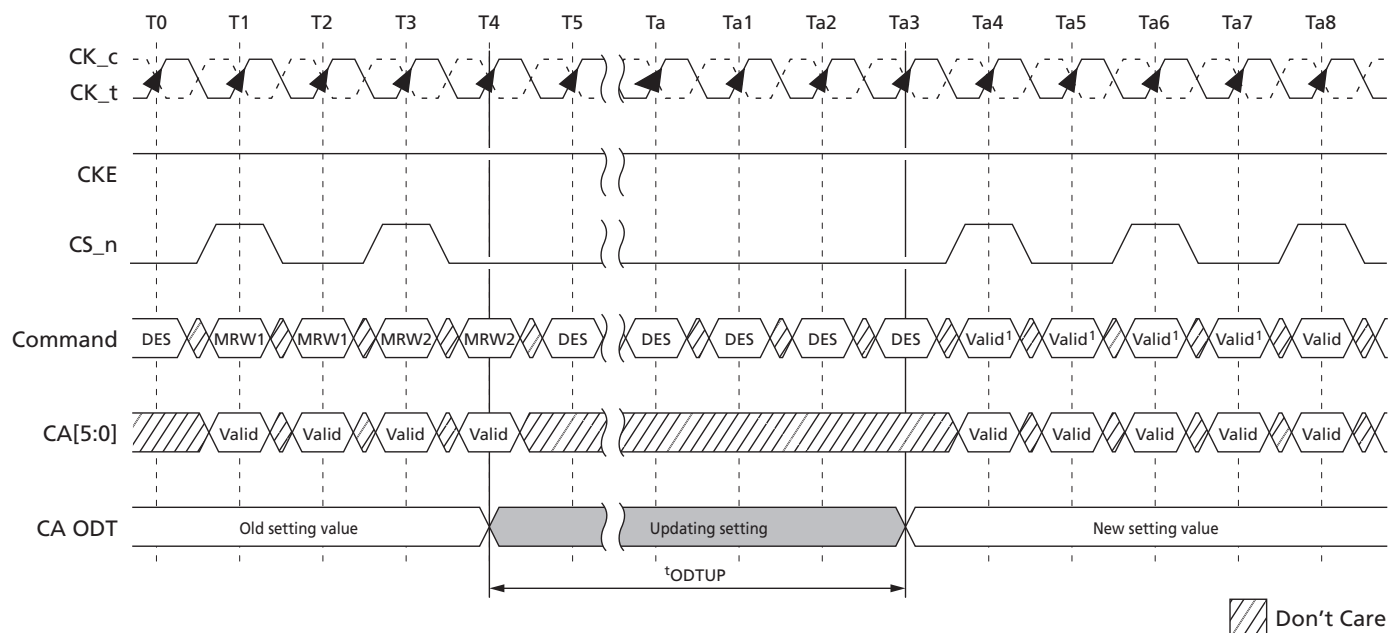 T0 T1 T2 T3 T4 T5 Ta Ta1 Ta2 Ta3 Ta4 Ta5 Ta6 Ta7 Ta8
CK_c
CK_t
CKE
CS_n
Command DES MRW1 MRW1 MRW2 MRW2 DES DES DES DES DES Valid¹ Valid¹ Valid¹ Valid¹ Valid
CA[5:0] Valid Valid Valid Valid Valid Valid Valid Valid Valid
CA ODT Old setting value Updating setting New setting value
ᵗODTUP
Don't Care